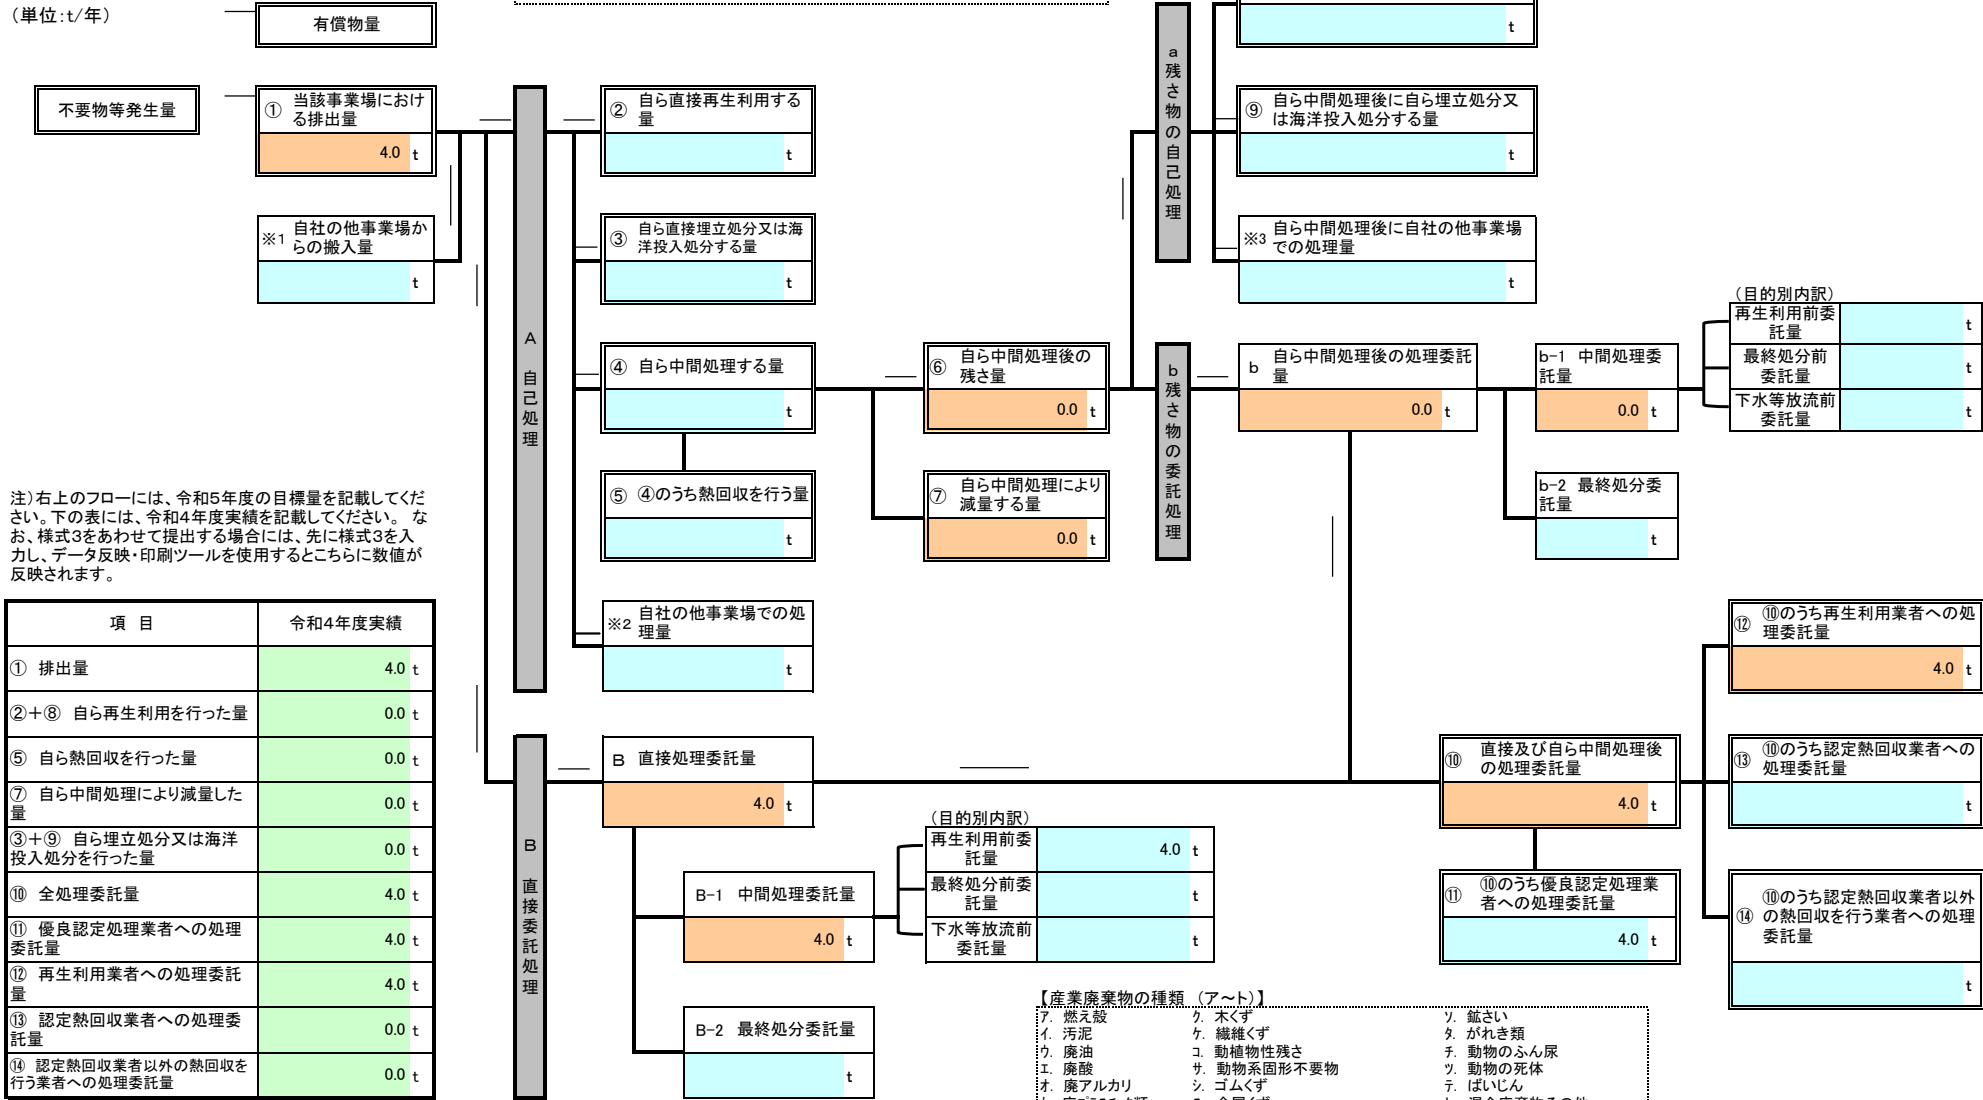 （単位：t/年）
有償物量
t
不要物等発生量
① 当該事業場におけ
る排出量
4.0 t
※1 自社の他事業場か
らの搬入量
t
A 自己処理
② 自ら直接再生利用する
量
t
③ 自ら直接埋立処分又は海
洋投入処分する量
t
④ 自ら中間処理する量
t
⑤ ④のうち熱回収を行う量
t
※2 自社の他事業場での処
理量
t
⑥ 自ら中間処理後の
残さ量
0.0 t
⑦ 自ら中間処理により
減量する量
0.0 t
a 残さ物の自己処理
⑨ 自ら中間処理後に自ら埋立処分又
は海洋投入処分する量
t
※3 自ら中間処理後に自社の他事業場
での処理量
t
b 残さ物の委託処理
b 自ら中間処理後の処理委託
量
0.0 t
b-1 中間処理委
託量
0.0 t
b-2 最終処分委
託量
t
（目的別内訳）
再生利用前委
託量
t
最終処分前
委託量
t
下水等放流前
委託量
t
注）右上のフローには、令和5年度の目標量を記載してくだ
さい。下の表には、令和4年度実績を記載してください。 な
お、様式3をあわせて提出する場合には、先に様式3を入
力し、データ反映・印刷ツールを使用するとこちらに数値が
反映されます。
項 目 令和4年度実績
① 排出量 4.0 t
②＋⑧ 自ら再生利用を行った量 0.0 t
⑤ 自ら熱回収を行った量 0.0 t
⑦ 自ら中間処理により減量した
量 0.0 t
③＋⑨ 自ら埋立処分又は海洋
投入処分を行った量 0.0 t
⑩ 全処理委託量 4.0 t
⑪ 優良認定処理業者への処理
委託量 4.0 t
⑫ 再生利用業者への処理委託
量 4.0 t
⑬ 認定熱回収業者への処理委
託量 0.0 t
⑭ 認定熱回収業者以外の熱回収を
行う業者への処理委託量 0.0 t
B 直接委託処理
B 直接処理委託量
4.0 t
B-1 中間処理委託量
4.0 t
B-2 最終処分委託量
t
（目的別内訳）
再生利用前委
託量
4.0 t
最終処分前委
託量
t
下水等放流前
委託量
t
⑩ 直接及び自ら中間処理後
の処理委託量
4.0 t
⑪ ⑩のうち優良認定処理業
者への処理委託量
4.0 t
⑫ ⑩のうち再生利用業者への処
理委託量
4.0 t
⑬ ⑩のうち認定熱回収業者への
処理委託量
t
⑭ ⑩のうち認定熱回収業者以外
の熱回収を行う業者への処理
委託量
t
【産業廃棄物の種類 （ア～ト）】
ア. 燃え殻 ク. 木くず ソ. 鉱さい
イ. 汚泥 ケ. 繊維くず タ. がれき類
ウ. 廃油 コ. 動植物性残さ チ. 動物のふん尿
エ. 廃酸 サ. 動物系固形不要物 ツ. 動物の死体
オ. 廃アルカリ シ. ゴムくず テ. ばいじん